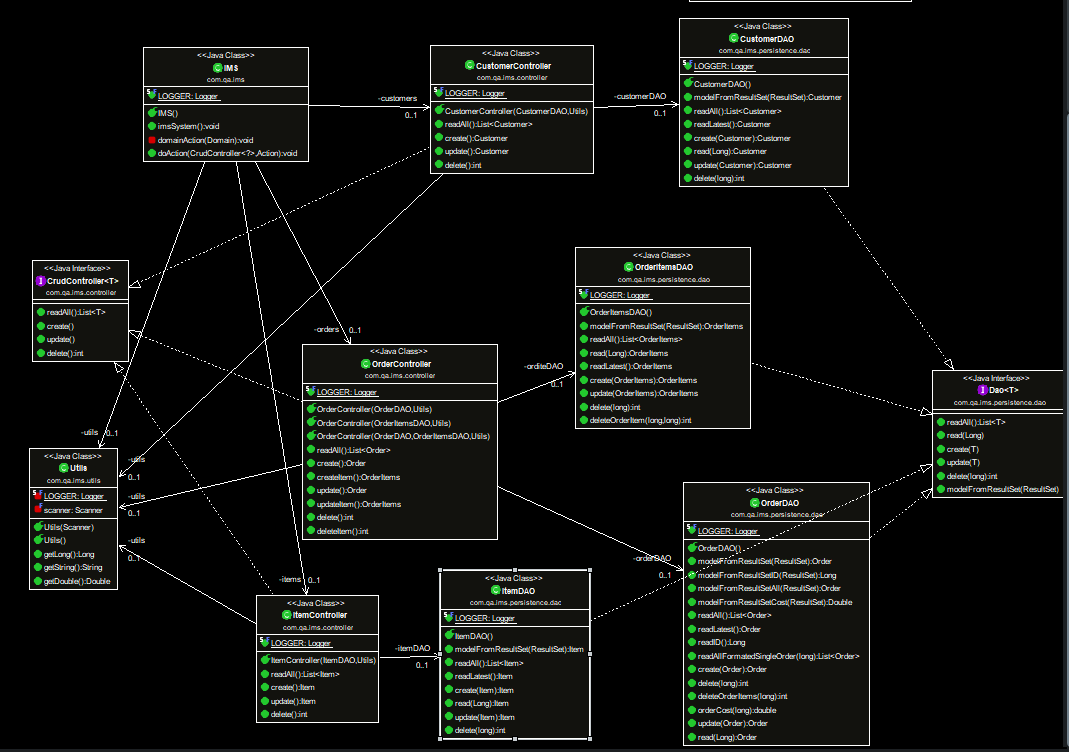 <<Java Class>>
IMS
com.qa.ims
LOGGER: Logger
IMS()
imsSystem():void
domainAction(Domain):void
doAction(CrudController<?>,Action):void
-customers
0..1
<<Java Class>>
CustomerController
com.qa.ims.controller
LOGGER: Logger
CustomerController(CustomerDAO,Utils)
readAll():List<Customer>
create():Customer
update():Customer
delete():int
-customerDAO
0..1
<<Java Class>>
CustomerDAO
com.qa.ims.persistence.dao
LOGGER: Logger
CustomerDAO()
modelFromResultSet(ResultSet):Customer
readAll():List<Customer>
readLatest():Customer
create(Customer):Customer
read(Long):Customer
update(Customer):Customer
delete(long):int
<<Java Interface>>
CrudController<T>
com.qa.ims.controller
readAll():List<T>
create()
update()
delete():int
-orders
0..1
<<Java Class>>
OrderController
com.qa.ims.controller
LOGGER: Logger
OrderController(OrderDAO,Utils)
OrderController(OrderItemsDAO,Utils)
OrderController(OrderDAO,OrderItemsDAO,Utils)
readAll():List<Order>
create():Order
createItem():OrderItems
update():Order
updateItem():OrderItems
delete():int
deleteItem():int
-orditeDAO
0..1
<<Java Class>>
OrderItemsDAO
com.qa.ims.persistence.dao
LOGGER: Logger
OrderItemsDAO()
modelFromResultSet(ResultSet):OrderItems
readAll():List<OrderItems>
read(Long):OrderItems
readLatest():OrderItems
create(OrderItems):OrderItems
update(OrderItems):OrderItems
delete(long):int
deleteOrderItem(long,long):int
<<Java Interface>>
Dao<T>
com.qa.ims.persistence.dao
readAll():List<T>
read(Long)
create(T)
update(T)
delete(long):int
modelFromResultSet(ResultSet)
-utils
0..1
-utils
0..1
-utils
0..1
-utils
0..1
<<Java Class>>
Utils
com.qa.ims.utils
LOGGER: Logger
scanner: Scanner
Utils(Scanner)
Utils()
getLong():Long
getString():String
getDouble():Double
-items
0..1
<<Java Class>>
ItemController
com.qa.ims.controller
LOGGER: Logger
ItemController(ItemDAO,Utils)
readAll():List<Item>
create():Item
update():Item
delete():int
-itemDAO
0..1
<<Java Class>>
ItemDAO
com.qa.ims.persistence.dao
LOGGER: Logger
ItemDAO()
modelFromResultSet(ResultSet):Item
readAll():List<Item>
readLatest():Item
create(Item):Item
read(Long):Item
update(Item):Item
delete(long):int
-orderDAO
0..1
<<Java Class>>
OrderDAO
com.qa.ims.persistence.dao
LOGGER: Logger
OrderDAO()
modelFromResultSet(ResultSet):Order
modelFromResultSetID(ResultSet):Long
modelFromResultSetAll(ResultSet):Order
modelFromResultSetCost(ResultSet):Double
readAll():List<Order>
readLatest():Order
readID():Long
readAllFormatedSingleOrder(long):List<Order>
create(Order):Order
delete(long):int
deleteOrderItems(long):int
orderCost(long):double
update(Order):Order
read(Long):Order